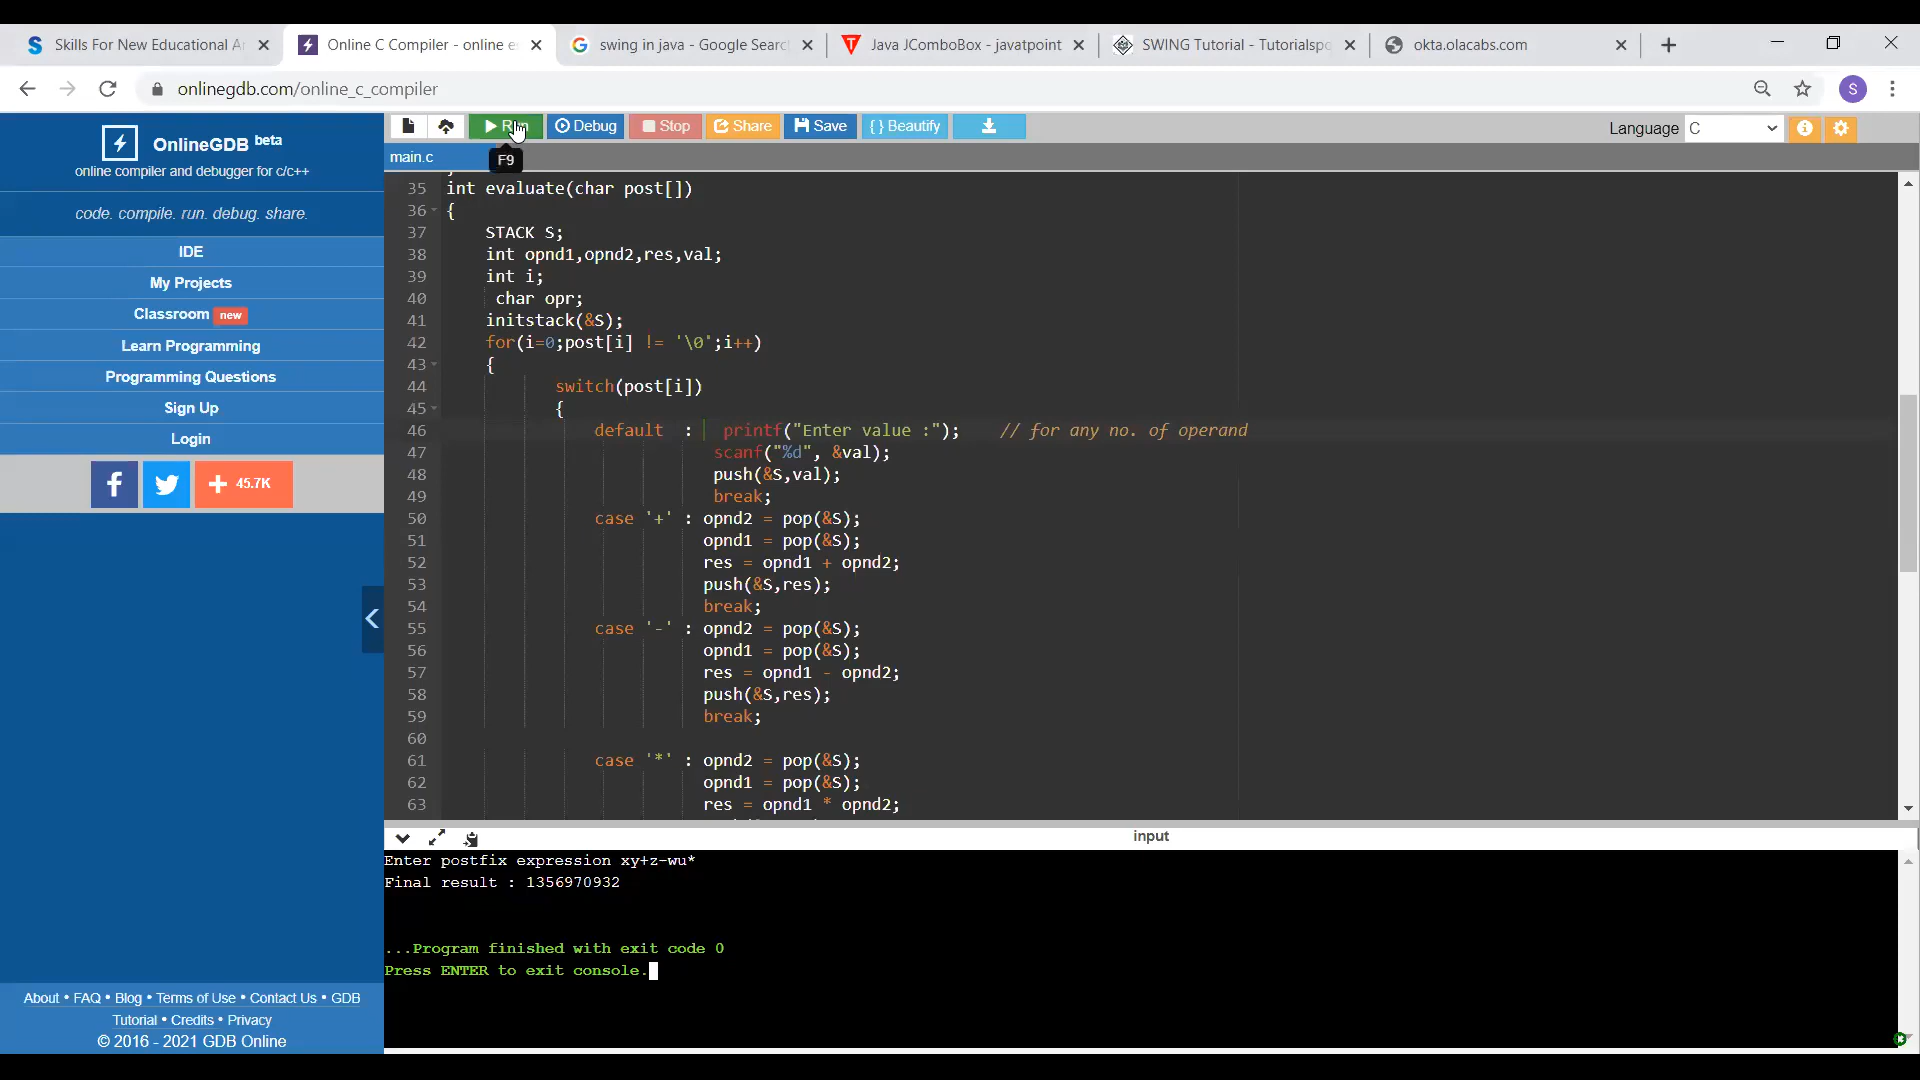 Skills For New Educational Ar
Online C Compiler - online e
swing in java - Google Searc
Java JComboBox - javatpoint
SWING Tutorial - Tutorialspo
okta.olacabs.com
onlinegdb.com/online_c_compiler
S
OnlineGDB beta
online compiler and debugger for c/c++
code. compile. run. debug. share.
IDE
My Projects
Classroom new
Learn Programming
Programming Questions
Sign Up
Login
45.7K
About • FAQ • Blog • Terms of Use • Contact Us • GDB
Tutorial • Credits • Privacy
© 2016 - 2021 GDB Online
Run Debug Stop Share Save { } Beautify
Language C
main.c
F9
35 int evaluate(char post[])
36 {
37 STACK S;
38 int opnd1,opnd2,res,val;
39 int i;
40 char opr;
41 initstack(&S);
42 for(i=0;post[i] != '\0';i++)
43 {
44 switch(post[i])
45 {
46 default : printf("Enter value :"); // for any no. of operand
47 scanf("%d", &val);
48 push(&S,val);
49 break;
50 case '+' : opnd2 = pop(&S);
51 opnd1 = pop(&S);
52 res = opnd1 + opnd2;
53 push(&S,res);
54 break;
55 case '-' : opnd2 = pop(&S);
56 opnd1 = pop(&S);
57 res = opnd1 - opnd2;
58 push(&S,res);
59 break;
60
61 case '*' : opnd2 = pop(&S);
62 opnd1 = pop(&S);
63 res = opnd1 * opnd2;
input
Enter postfix expression xy+z-wu*
Final result : 1356970932
...Program finished with exit code 0
Press ENTER to exit console.